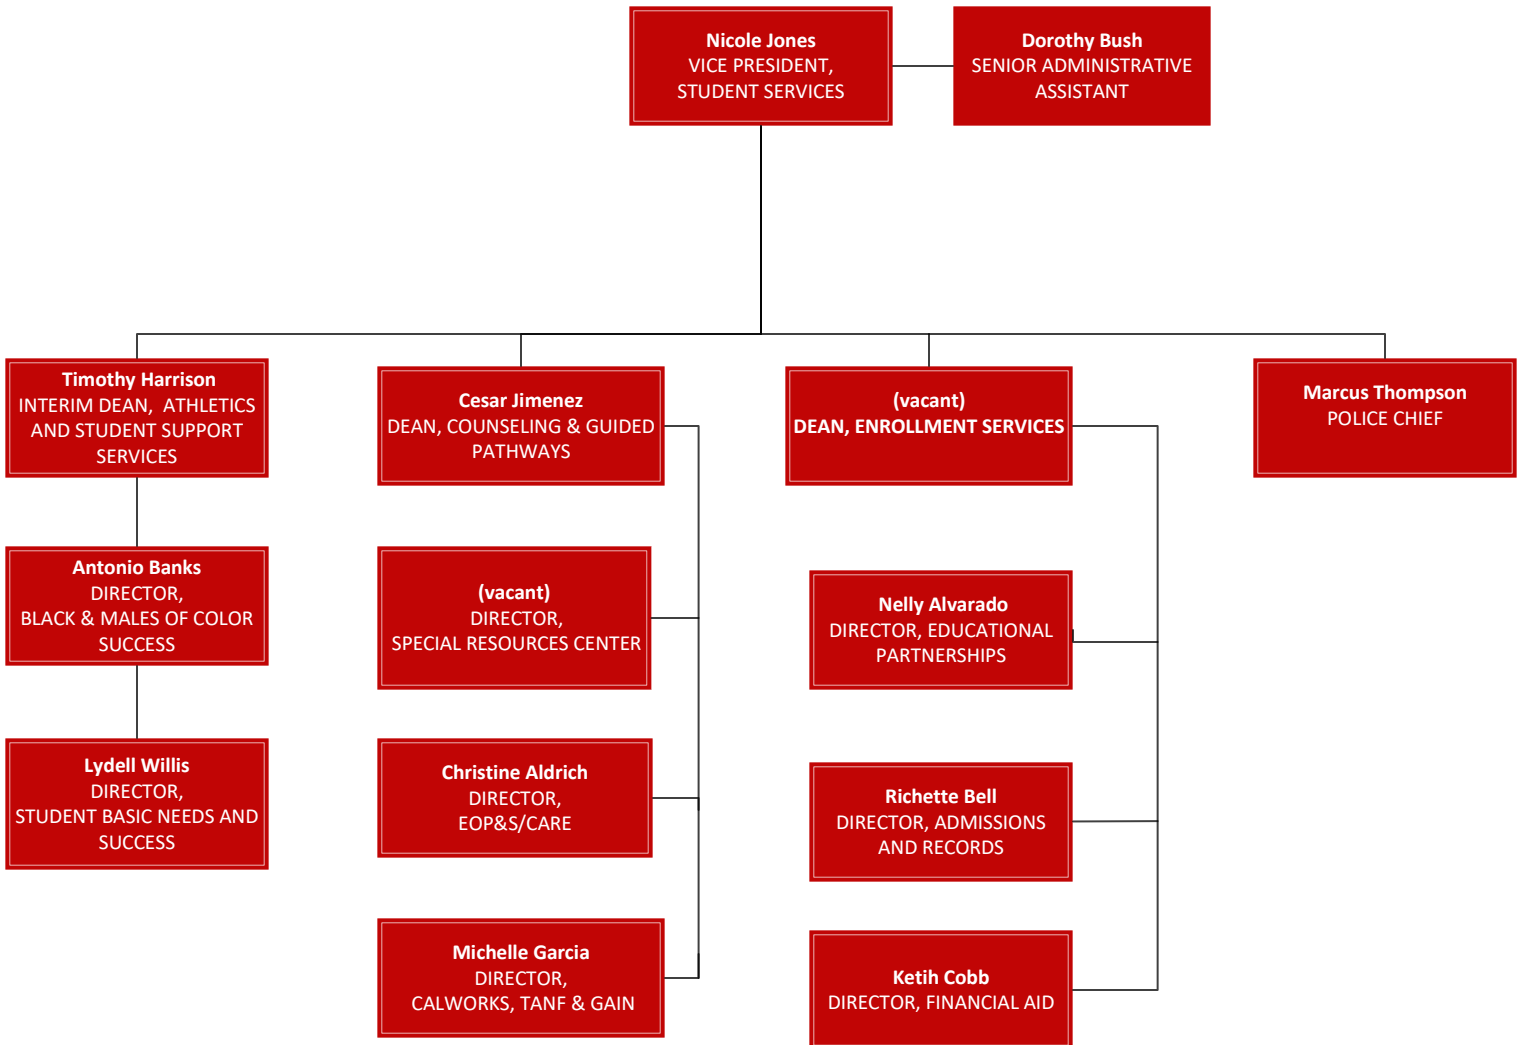 Nicole Jones
VICE PRESIDENT,
STUDENT SERVICES
Dorothy Bush
SENIOR ADMINISTRATIVE
ASSISTANT
Timothy Harrison
INTERIM DEAN, ATHLETICS
AND STUDENT SUPPORT
SERVICES
Antonio Banks
DIRECTOR,
BLACK & MALES OF COLOR
SUCCESS
Lydell Willis
DIRECTOR,
STUDENT BASIC NEEDS AND
SUCCESS
Cesar Jimenez
DEAN, COUNSELING & GUIDED
PATHWAYS
(vacant)
DIRECTOR,
SPECIAL RESOURCES CENTER
Christine Aldrich
DIRECTOR,
EOP&S/CARE
Michelle Garcia
DIRECTOR,
CALWORKS, TANF & GAIN
(vacant)
DEAN, ENROLLMENT SERVICES
Nelly Alvarado
DIRECTOR, EDUCATIONAL
PARTNERSHIPS
Richette Bell
DIRECTOR, ADMISSIONS
AND RECORDS
Ketih Cobb
DIRECTOR, FINANCIAL AID
Marcus Thompson
POLICE CHIEF